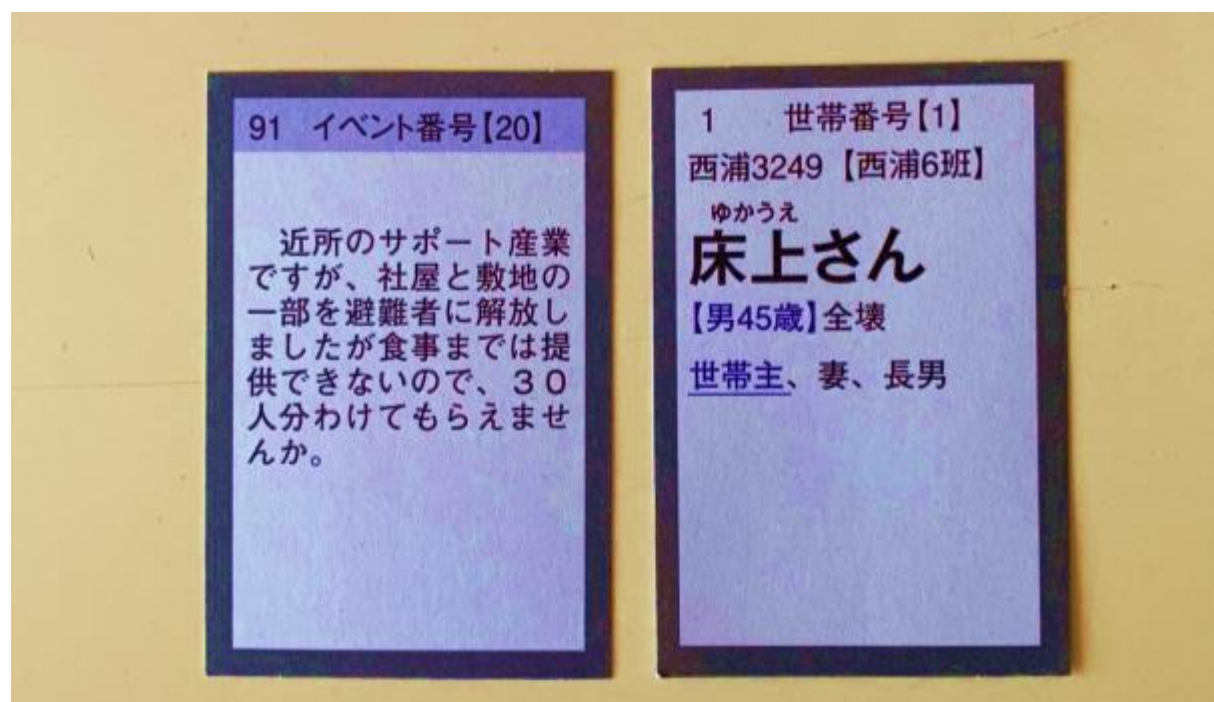 91 イベント番号【20】
近所のサポート産業
ですが、社屋と敷地の
一部を避難者に解放し
ましたが食事までは提
供できないので、３０
人分わけてもらえませ
んか。
1 世帯番号【1】
西浦3249【西浦6班】
ゆかうえ
床上さん
【男45歳】全壊
世帯主、妻、長男